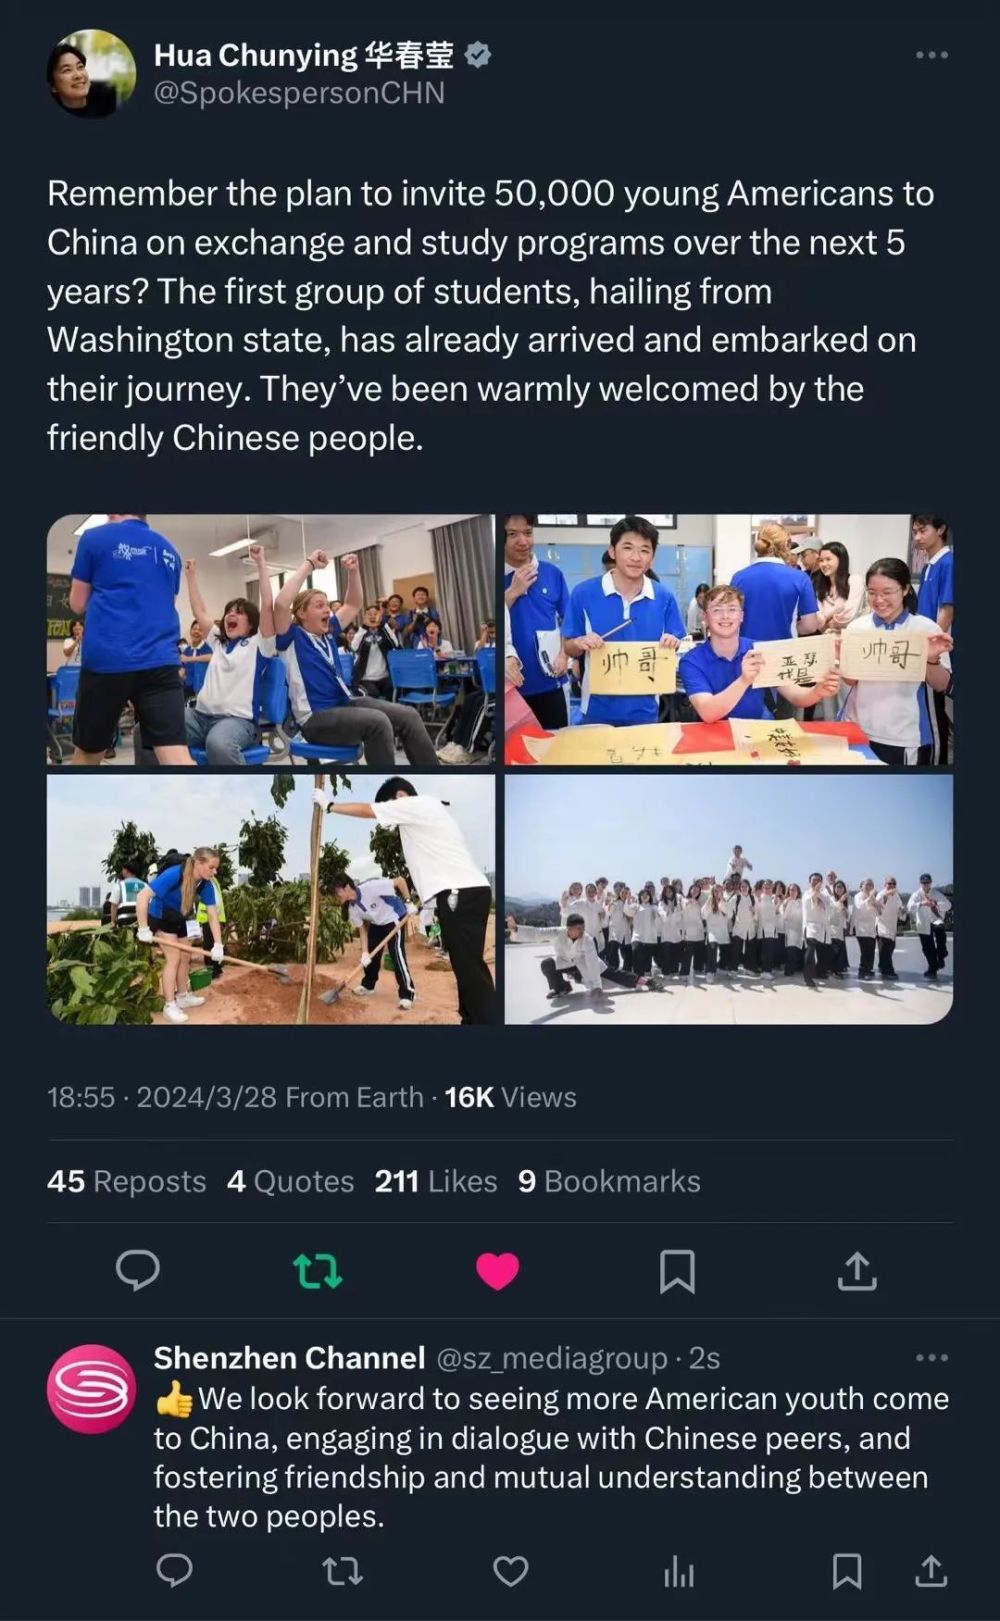 Hua Chunying 华春莹
@SpokespersonCHN
Remember the plan to invite 50,000 young Americans to
China on exchange and study programs over the next 5
years? The first group of students, hailing from
Washington state, has already arrived and embarked on
their journey. They’ve been warmly welcomed by the
friendly Chinese people.
帅哥
帅哥
18:55 · 2024/3/28 From Earth · 16K Views
45 Reposts 4 Quotes 211 Likes 9 Bookmarks
Shenzhen Channel @sz_mediagroup · 2s
👍We look forward to seeing more American youth come
to China, engaging in dialogue with Chinese peers, and
fostering friendship and mutual understanding between
the two peoples.